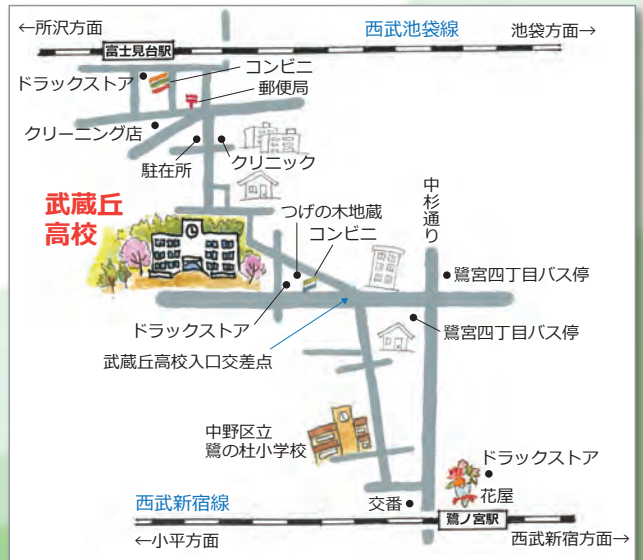 ←所沢方面
西武池袋線
池袋方面→
富士見台駅
コンビニ
ドラックストア
郵便局
クリーニング店
駐在所
クリニック
武蔵丘
高校
中杉通り
つげの木地蔵
コンビニ
鷺宮四丁目バス停
ドラックストア
鷺宮四丁目バス停
武蔵丘高校入口交差点
中野区立
鷺の杜小学校
ドラックストア
花屋
交番
西武新宿線
鷺ノ宮駅
←小平方面
西武新宿方面→